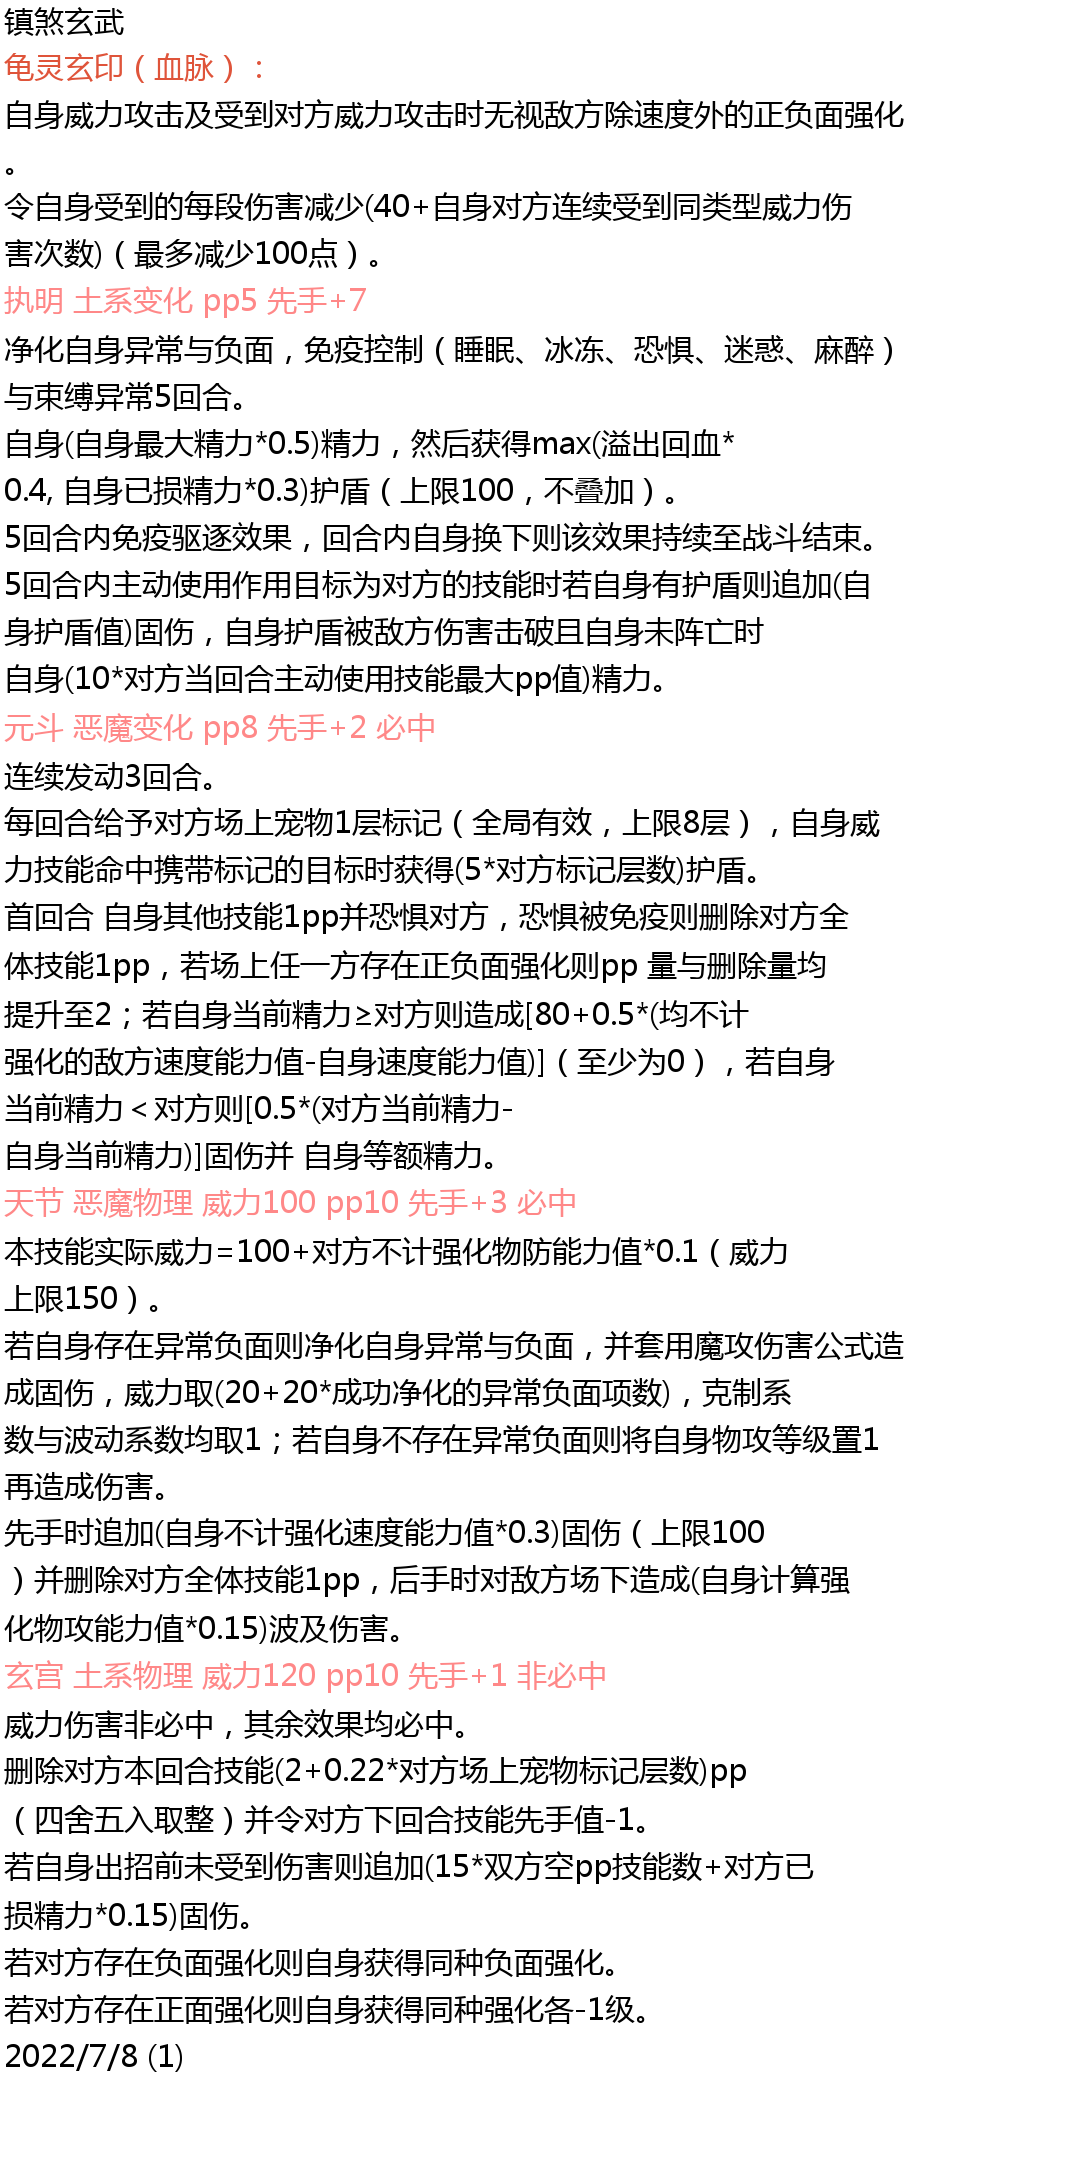 镇煞玄武
龟灵玄印（血脉）：
自身威力攻击及受到对方威力攻击时无视敌方除速度外的正负面强化
。
令自身受到的每段伤害减少(40+自身对方连续受到同类型威力伤
害次数)（最多减少100点）。
执明 土系变化 pp5 先手+7
净化自身异常与负面，免疫控制（睡眠、冰冻、恐惧、迷惑、麻醉）
与束缚异常5回合。
自身(自身最大精力*0.5)精力，然后获得max(溢出回血*
0.4, 自身已损精力*0.3)护盾（上限100，不叠加）。
5回合内免疫驱逐效果，回合内自身换下则该效果持续至战斗结束。
5回合内主动使用作用目标为对方的技能时若自身有护盾则追加(自
身护盾值)固伤，自身护盾被敌方伤害击破且自身未阵亡时
自身(10*对方当回合主动使用技能最大pp值)精力。
元斗 恶魔变化 pp8 先手+2 必中
连续发动3回合。
每回合给予对方场上宠物1层标记（全局有效，上限8层），自身威
力技能命中携带标记的目标时获得(5*对方标记层数)护盾。
首回合 自身其他技能1pp并恐惧对方，恐惧被免疫则删除对方全
体技能1pp，若场上任一方存在正负面强化则pp 量与删除量均
提升至2；若自身当前精力≥对方则造成[80+0.5*(均不计
强化的敌方速度能力值-自身速度能力值)]（至少为0），若自身
当前精力＜对方则[0.5*(对方当前精力-
自身当前精力)]固伤并 自身等额精力。
天节 恶魔物理 威力100 pp10 先手+3 必中
本技能实际威力=100+对方不计强化物防能力值*0.1（威力
上限150）。
若自身存在异常负面则净化自身异常与负面，并套用魔攻伤害公式造
成固伤，威力取(20+20*成功净化的异常负面项数)，克制系
数与波动系数均取1；若自身不存在异常负面则将自身物攻等级置1
再造成伤害。
先手时追加(自身不计强化速度能力值*0.3)固伤（上限100
）并删除对方全体技能1pp，后手时对敌方场下造成(自身计算强
化物攻能力值*0.15)波及伤害。
玄宫 土系物理 威力120 pp10 先手+1 非必中
威力伤害非必中，其余效果均必中。
删除对方本回合技能(2+0.22*对方场上宠物标记层数)pp
（四舍五入取整）并令对方下回合技能先手值-1。
若自身出招前未受到伤害则追加(15*双方空pp技能数+对方已
损精力*0.15)固伤。
若对方存在负面强化则自身获得同种负面强化。
若对方存在正面强化则自身获得同种强化各-1级。
2022/7/8 (1)